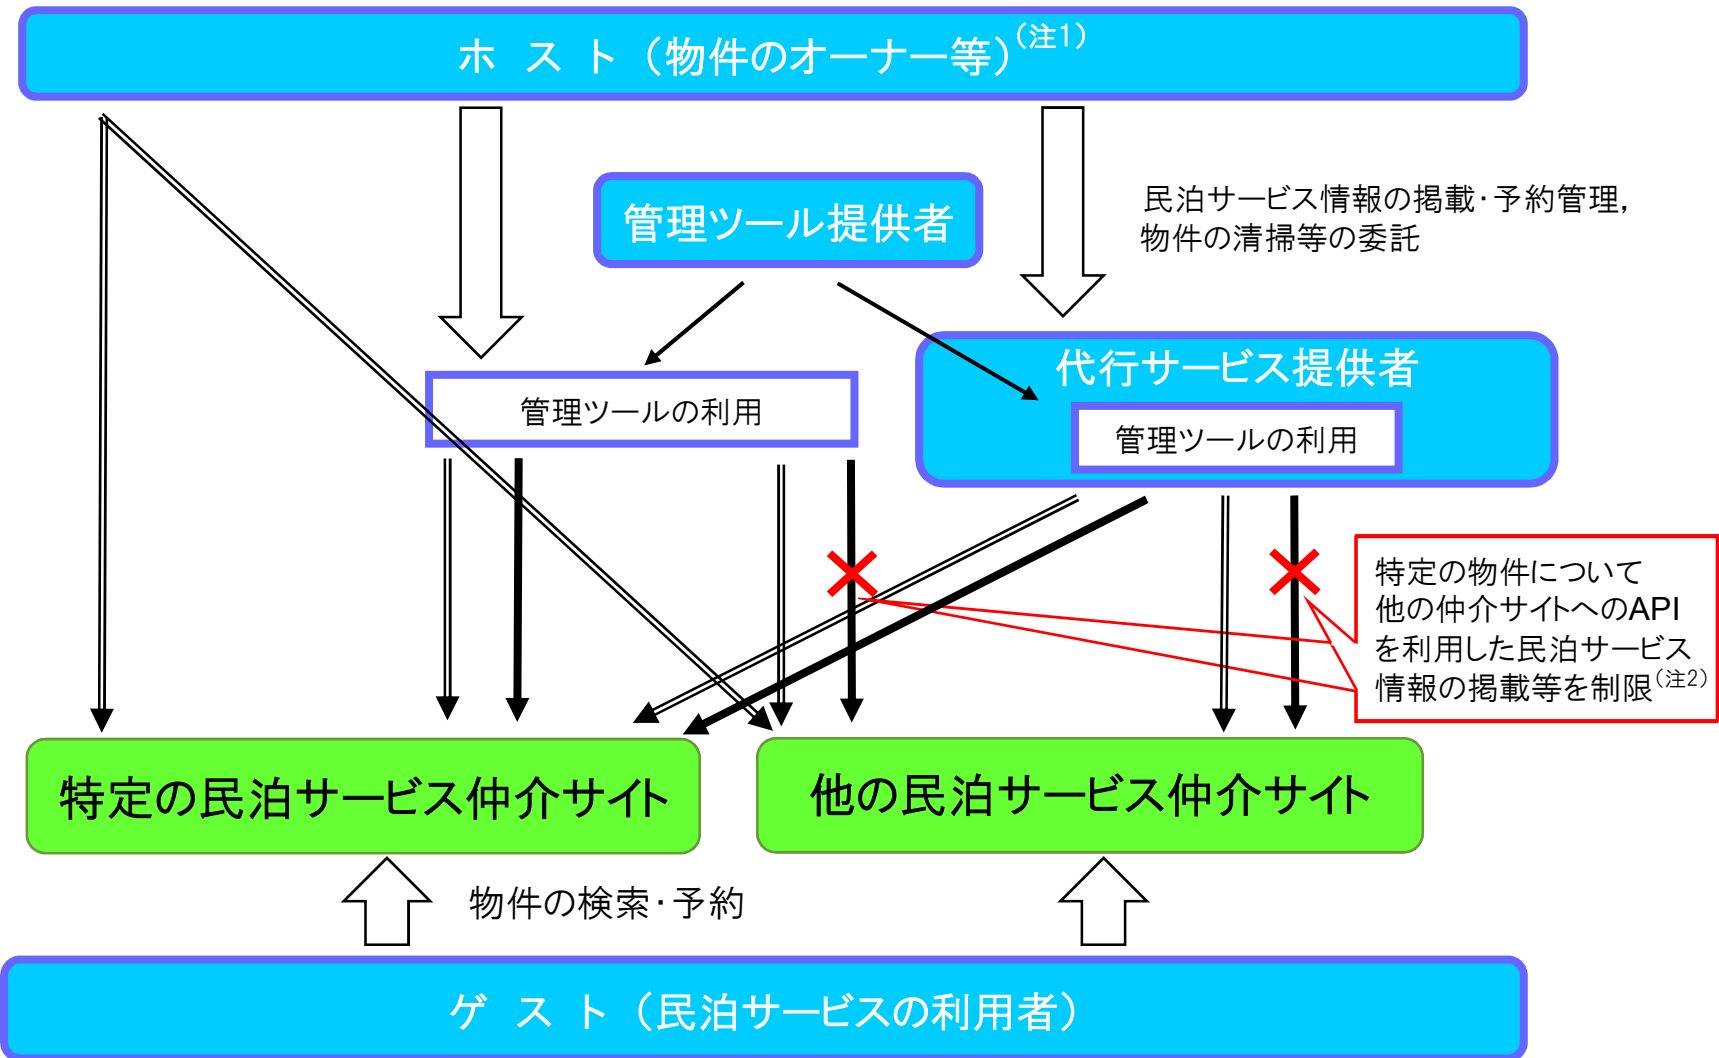 ホ ス ト（物件のオーナー等）（注1）
管理ツール提供者
民泊サービス情報の掲載・予約管理，
物件の清掃等の委託
代行サービス提供者
管理ツールの利用
管理ツールの利用
特定の物件について
他の仲介サイトへのAPI
を利用した民泊サービス
情報の掲載等を制限（注2）
特定の民泊サービス仲介サイト
他の民泊サービス仲介サイト
物件の検索・予約
ゲ ス ト（民泊サービスの利用者）